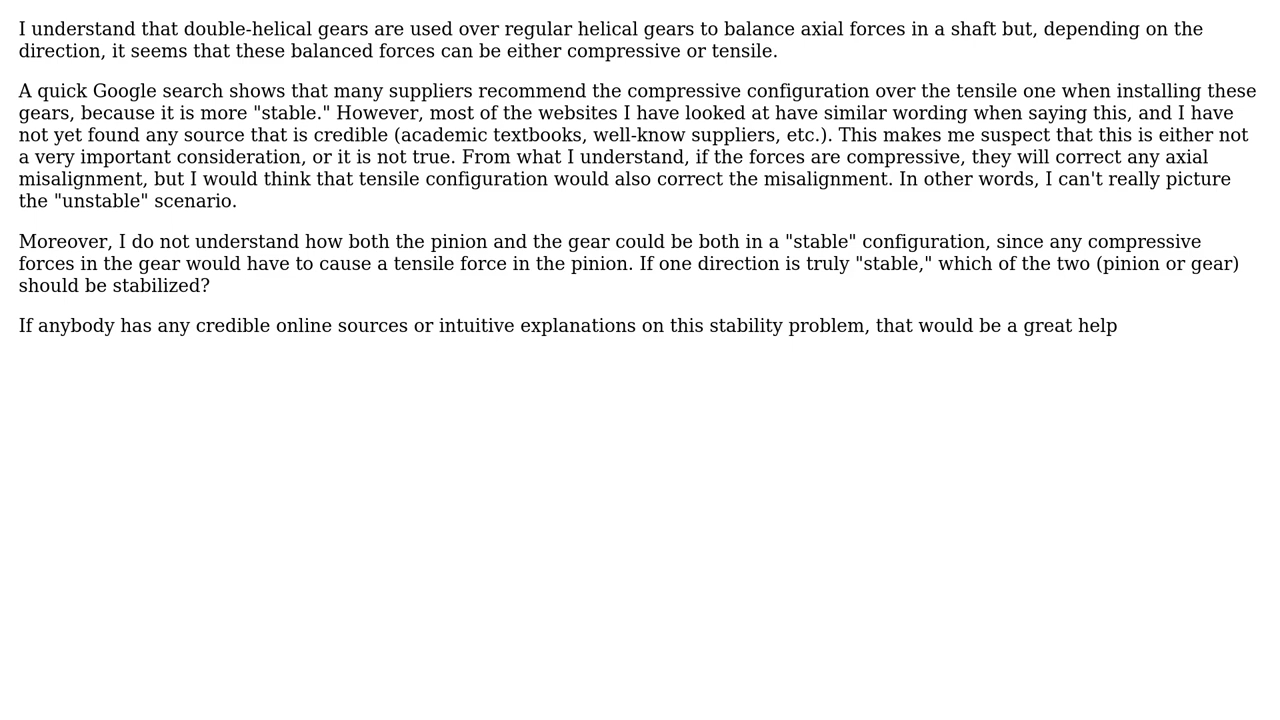 I understand that double-helical gears are used over regular helical gears to balance axial forces in a shaft but, depending on the
direction, it seems that these balanced forces can be either compressive or tensile.
A quick Google search shows that many suppliers recommend the compressive configuration over the tensile one when installing these
gears, because it is more "stable." However, most of the websites I have looked at have similar wording when saying this, and I have
not yet found any source that is credible (academic textbooks, well-know suppliers, etc.). This makes me suspect that this is either not
a very important consideration, or it is not true. From what I understand, if the forces are compressive, they will correct any axial
misalignment, but I would think that tensile configuration would also correct the misalignment. In other words, I can't really picture
the "unstable" scenario.
Moreover, I do not understand how both the pinion and the gear could be both in a "stable" configuration, since any compressive
forces in the gear would have to cause a tensile force in the pinion. If one direction is truly "stable," which of the two (pinion or gear)
should be stabilized?
If anybody has any credible online sources or intuitive explanations on this stability problem, that would be a great help